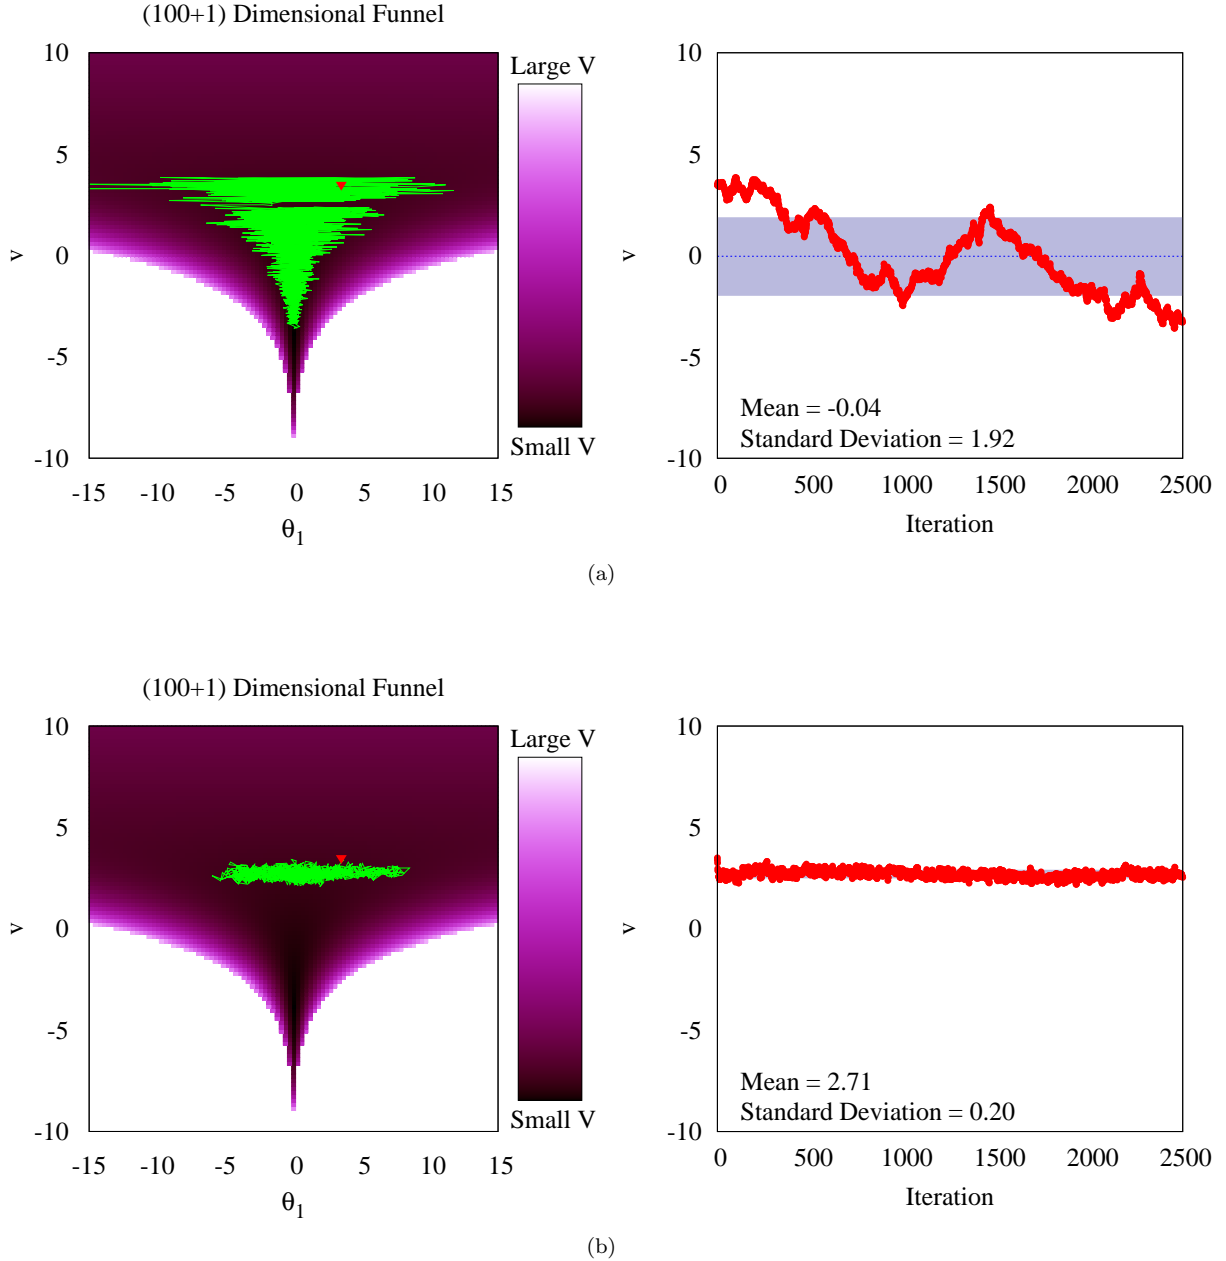 (100+1) Dimensional Funnel
10
5
0
-5
-10
v
-15 -10 -5 0 5 10 15
θ1
Large V
Small V
10
5
0
-5
-10
v
Mean = -0.04
Standard Deviation = 1.92
0 500 1000 1500 2000 2500
Iteration
(a)
(100+1) Dimensional Funnel
10
5
0
-5
-10
v
-15 -10 -5 0 5 10 15
θ1
Large V
Small V
10
5
0
-5
-10
v
Mean = 2.71
Standard Deviation = 0.20
0 500 1000 1500 2000 2500
Iteration
(b)